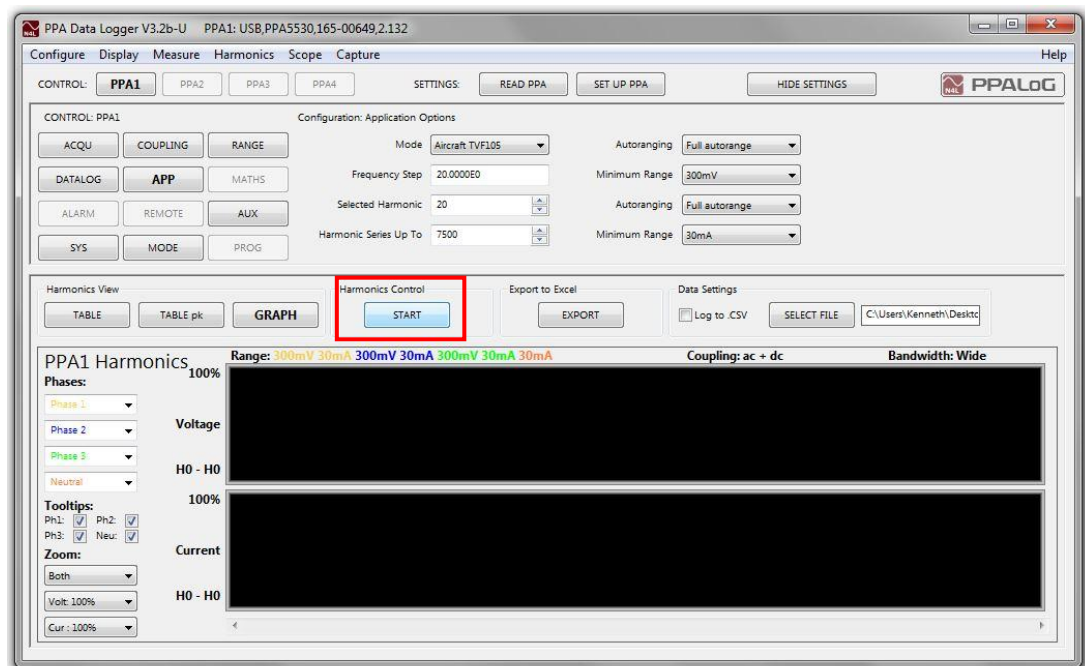 PPA Data Logger V3.2b-U PPA1: USB,PPA5530,165-00649,2.132
Configure Display Measure Harmonics Scope Capture Help
CONTROL: PPA1 PPA2 PPA3 PPA4 SETTINGS: READ PPA SET UP PPA HIDE SETTINGS N4L PPALoG
CONTROL: PPA1 Configuration: Application Options
ACQU COUPLING RANGE Mode Aircraft TVF105 Autoranging Full autorange
DATALOG APP MATHS Frequency Step 20.0000E0 Minimum Range 300mV
ALARM REMOTE AUX Selected Harmonic 20 Autoranging Full autorange
SYS MODE PROG Harmonic Series Up To 7500 Minimum Range 30mA
Harmonics View Harmonics Control Export to Excel Data Settings
TABLE TABLE pk GRAPH START EXPORT Log to .CSV SELECT FILE C:\Users\Kenneth\Deskto
PPA1 Harmonics Range: 300mV 30mA 300mV 30mA 300mV 30mA 30mA Coupling: ac + dc Bandwidth: Wide
100%
Phases:
Phase 1
Phase 2 Voltage
Phase 3
H0 - H0
Neutral
Tooltips: 100%
Ph1: Ph2:
Ph3: Neu:
Zoom: Current
Both
Volt: 100% H0 - H0
Cur : 100%